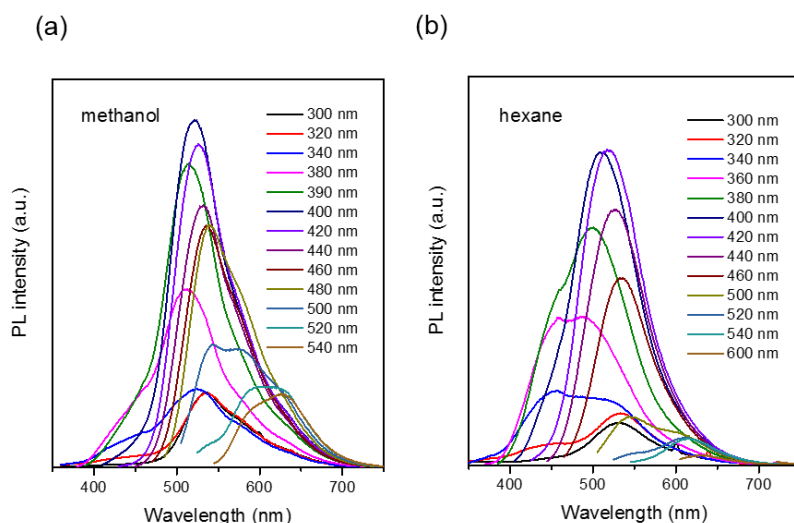 (a)
methanol
300 nm
320 nm
340 nm
380 nm
390 nm
400 nm
420 nm
440 nm
460 nm
480 nm
500 nm
520 nm
540 nm
PL intensity (a.u.)
400 500 600 700
Wavelength (nm)
(b)
hexane
300 nm
320 nm
340 nm
360 nm
380 nm
400 nm
420 nm
440 nm
460 nm
500 nm
520 nm
540 nm
600 nm
PL intensity (a.u.)
400 500 600 700
Wavelength (nm)